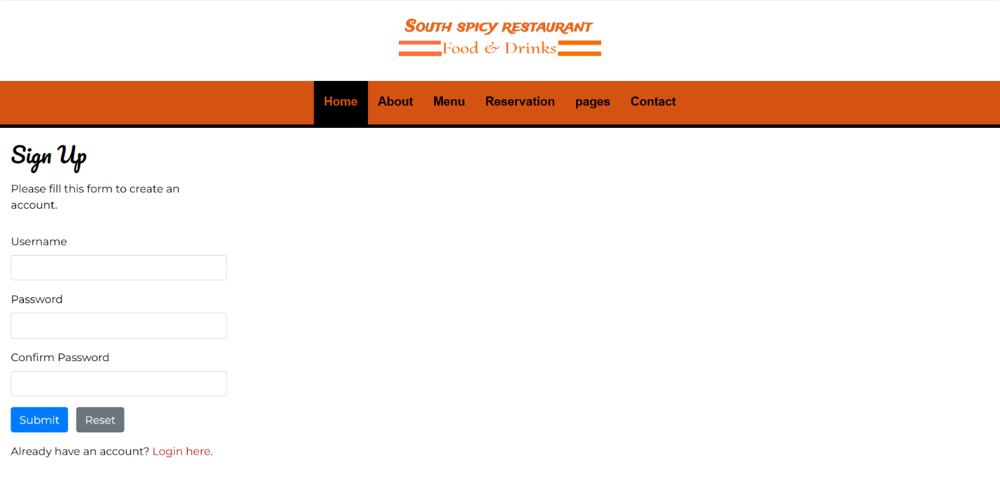 South spicy restaurant
Food & Drinks
Home About Menu Reservation pages Contact
Sign Up
Please fill this form to create an
account.
Username
Password
Confirm Password
Submit Reset
Already have an account? Login here.